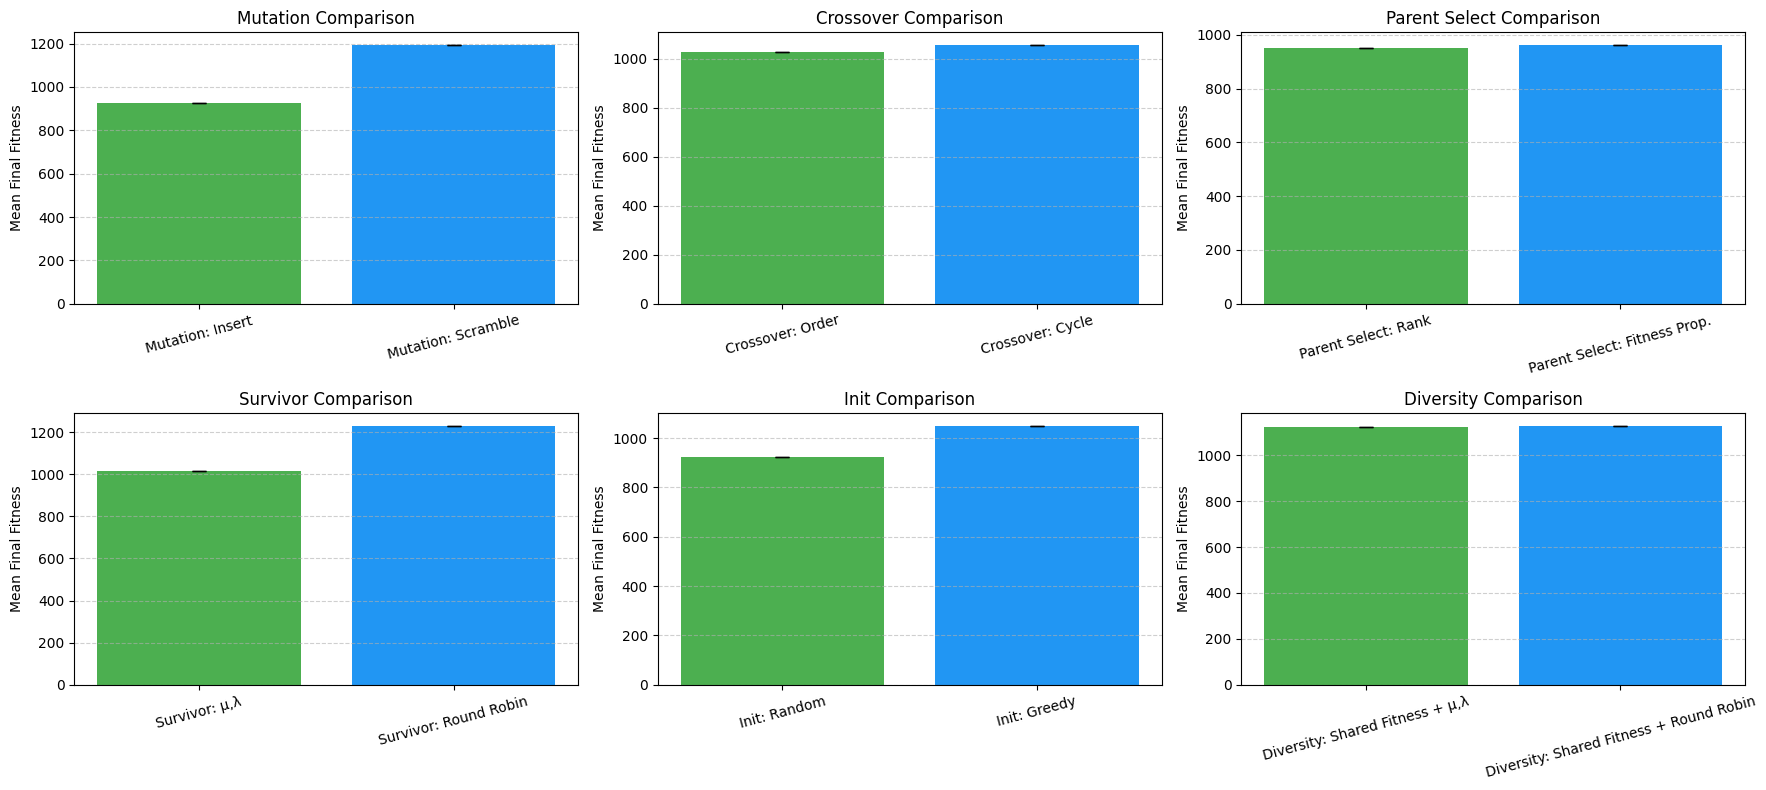 Mutation Comparison
Mean Final Fitness
1200
1000
800
600
400
200
0
Mutation: Insert
Mutation: Scramble
Crossover Comparison
Mean Final Fitness
1000
800
600
400
200
0
Crossover: Order
Crossover: Cycle
Parent Select Comparison
Mean Final Fitness
1000
800
600
400
200
0
Parent Select: Rank
Parent Select: Fitness Prop.
Survivor Comparison
Mean Final Fitness
1200
1000
800
600
400
200
0
Survivor: μ,λ
Survivor: Round Robin
Init Comparison
Mean Final Fitness
1000
800
600
400
200
0
Init: Random
Init: Greedy
Diversity Comparison
Mean Final Fitness
1000
800
600
400
200
0
Diversity: Shared Fitness + μ,λ
Diversity: Shared Fitness + Round Robin